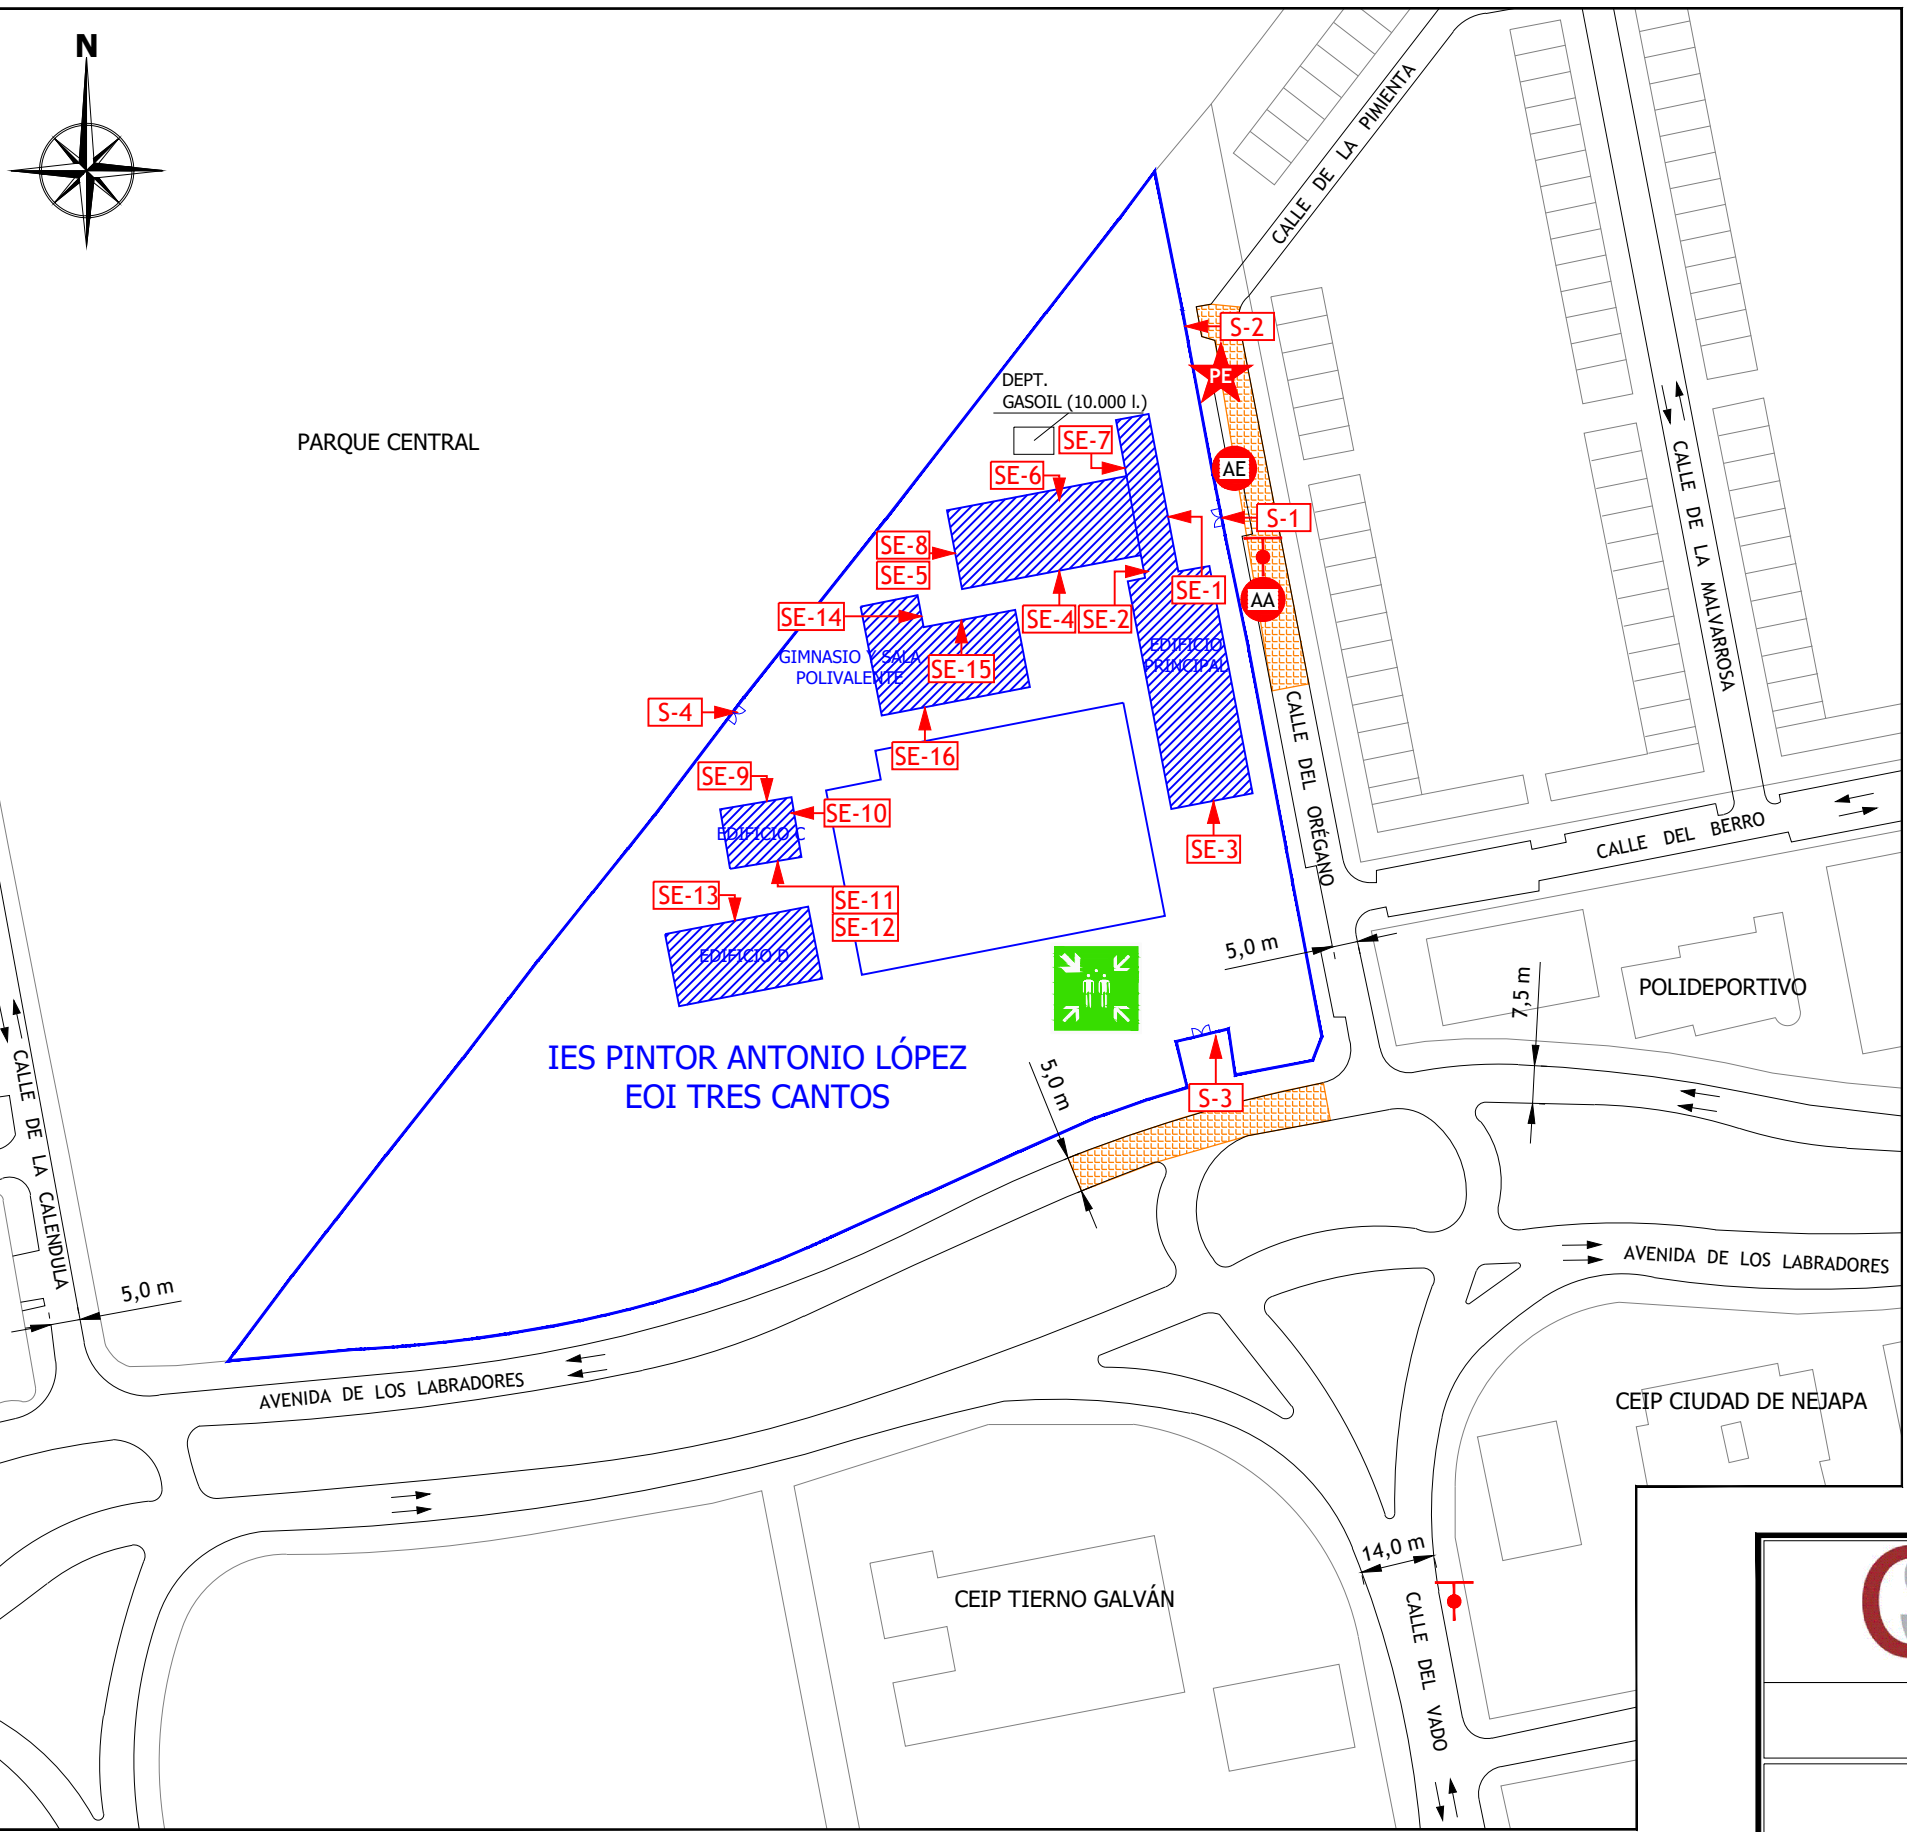 N
CALLE DE LA PIMIENTA
S-2
PE
DEPT.
GASOIL (10.000 l.)
PARQUE CENTRAL
SE-7
SE-6
AE
S-1
SE-8
SE-5
SE-1
AA
SE-14
SE-4
SE-2
EDIFICIO
PRINCIPAL
GIMNASIO Y SALA
POLIVALENTE
SE-15
S-4
SE-16
CALLE DE LA MALVARROSA
CALLE DEL ORÉGANO
SE-9
SE-10
EDIFICIO C
SE-3
CALLE DEL BERRO
SE-13
SE-11
SE-12
EDIFICIO D
5,0 m
7,5 m
POLIDEPORTIVO
IES PINTOR ANTONIO LÓPEZ
EOI TRES CANTOS
5,0 m
S-3
CALLE DE LA CALENDULA
5,0 m
AVENIDA DE LOS LABRADORES
AVENIDA DE LOS LABRADORES
CEIP CIUDAD DE NEJAPA
14,0 m
CEIP TIERNO GALVÁN
CALLE DEL VADO